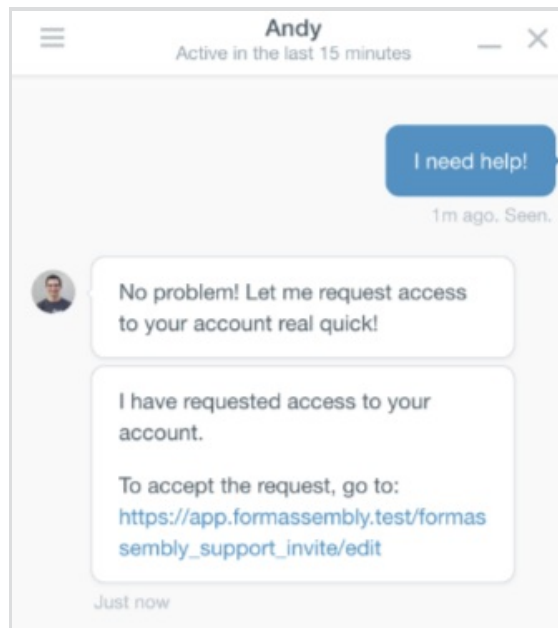 Andy
Active in the last 15 minutes
I need help!
1m ago. Seen.
No problem! Let me request access
to your account real quick!
I have requested access to your
account.
To accept the request, go to:
https://app.formassembly.test/formas
sembly_support_invite/edit
Just now